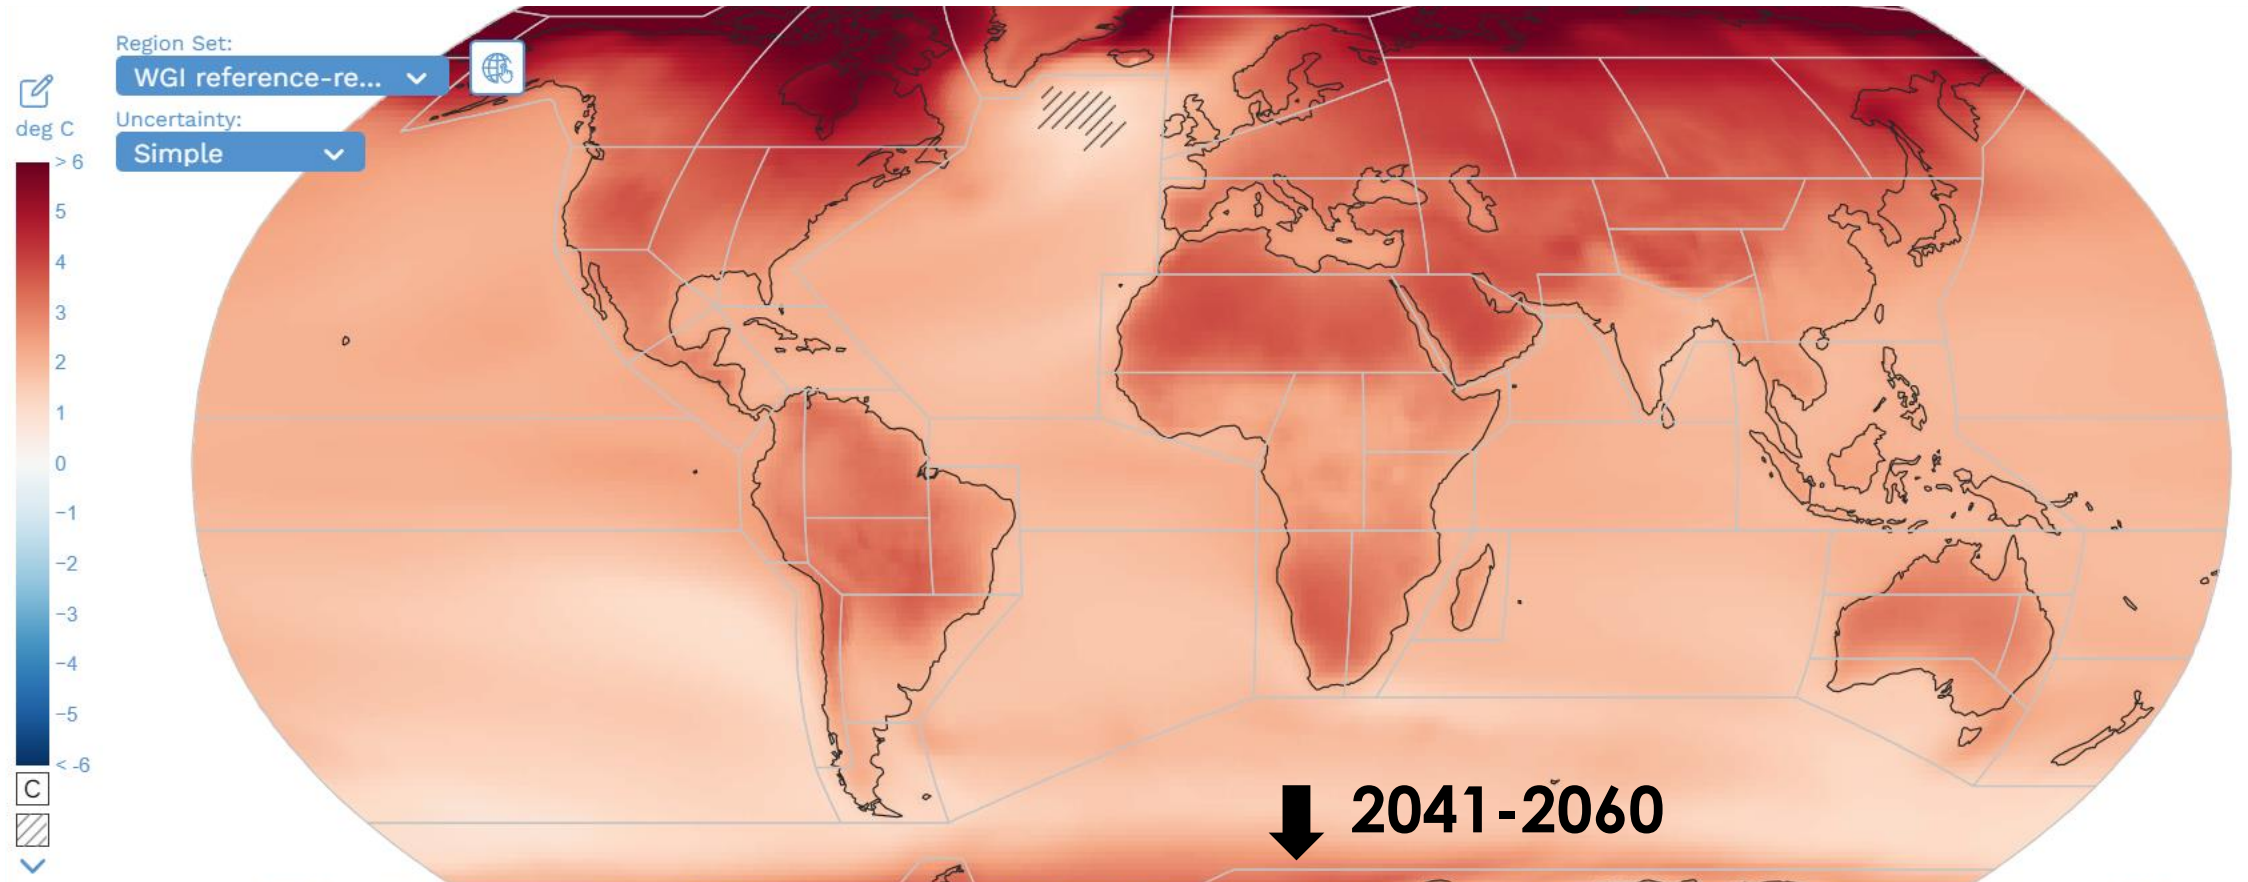 Region Set:
WGI reference-re...
Uncertainty:
Simple
deg C
> 6
5
4
3
2
1
0
−1
−2
−3
−4
−5
< -6
C
2041-2060